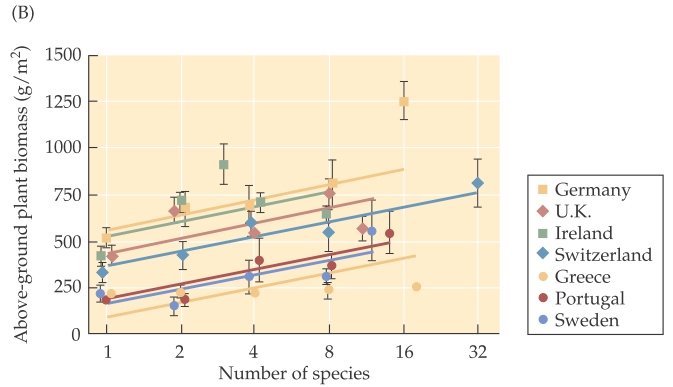 (B)
Above-ground plant biomass (g/m²)
1500
1250
1000
750
500
250
0
1 2 4 8 16 32
Number of species
Germany
U.K.
Ireland
Switzerland
Greece
Portugal
Sweden